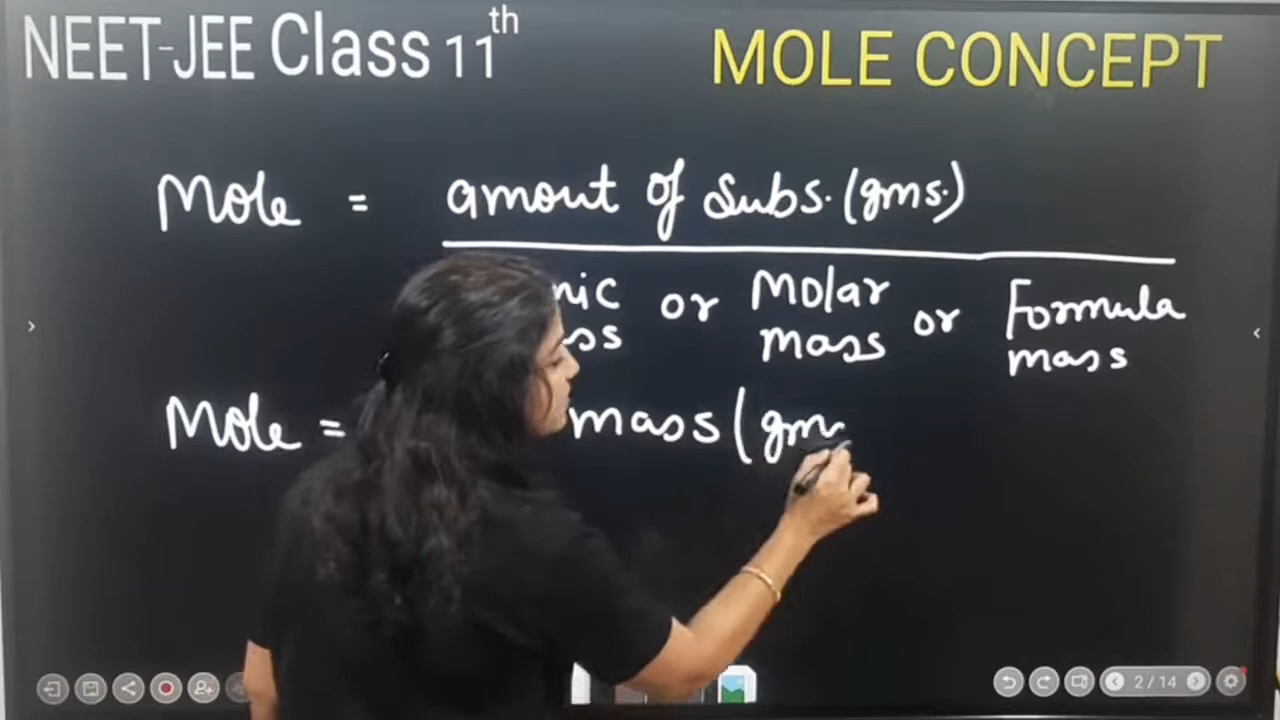 NEET-JEE Class 11th MOLE CONCEPT
Mole = amout of Subs. (gms.)
or Molar or Formula
mass mass
Mole = mass (gm
2 / 14